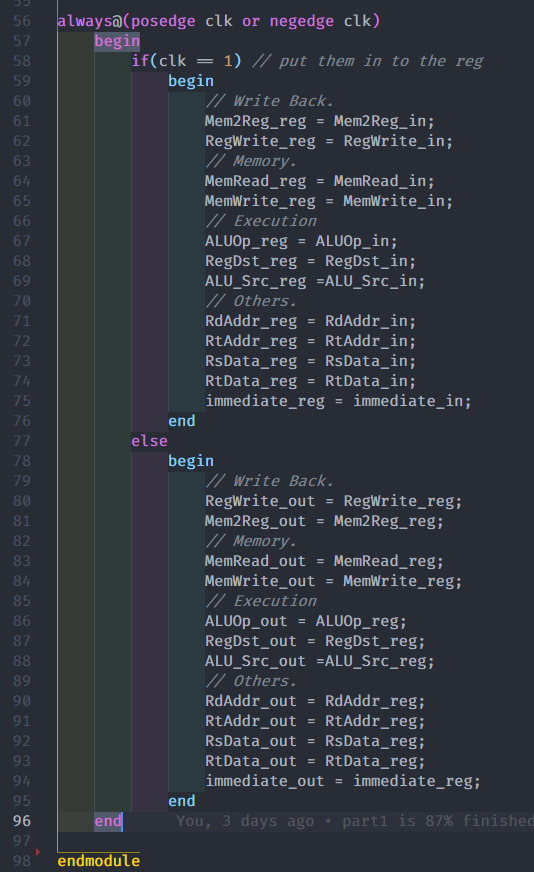 55
56 always@(posedge clk or negedge clk)
57 begin
58 if(clk == 1) // put them in to the reg
59 begin
60 // Write Back.
61 Mem2Reg_reg = Mem2Reg_in;
62 RegWrite_reg = RegWrite_in;
63 // Memory.
64 MemRead_reg = MemRead_in;
65 MemWrite_reg = MemWrite_in;
66 // Execution
67 ALUOp_reg = ALUOp_in;
68 RegDst_reg = RegDst_in;
69 ALU_Src_reg =ALU_Src_in;
70 // Others.
71 RdAddr_reg = RdAddr_in;
72 RtAddr_reg = RtAddr_in;
73 RsData_reg = RsData_in;
74 RtData_reg = RtData_in;
75 immediate_reg = immediate_in;
76 end
77 else
78 begin
79 // Write Back.
80 RegWrite_out = RegWrite_reg;
81 Mem2Reg_out = Mem2Reg_reg;
82 // Memory.
83 MemRead_out = MemRead_reg;
84 MemWrite_out = MemWrite_reg;
85 // Execution
86 ALUOp_out = ALUOp_reg;
87 RegDst_out = RegDst_reg;
88 ALU_Src_out =ALU_Src_reg;
89 // Others.
90 RdAddr_out = RdAddr_reg;
91 RtAddr_out = RtAddr_reg;
92 RsData_out = RsData_reg;
93 RtData_out = RtData_reg;
94 immediate_out = immediate_reg;
95 end
96 end You, 3 days ago • part1 is 87% finished
97
98 endmodule